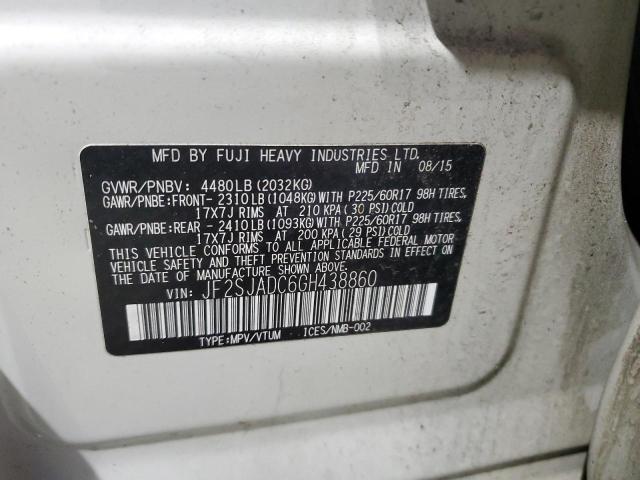 MFD BY FUJI HEAVY INDUSTRIES LTD.
MFD IN 08/15
GVWR/PNBV: 4480LB(2032KG)
GAWR/PNBE:FRONT- 2310LB(1048KG)WITH P225/60R17 98H TIRES,
17X7J RIMS AT 210 KPA(30 PSI)COLD
GAWR/PNBE:REAR - 2410LB(1093KG)WITH P225/60R17 98H TIRES,
17X7J RIMS AT 200 KPA(29 PSI)COLD
THIS VEHICLE CONFORMS TO ALL APPLICABLE FEDERAL MOTOR
VEHICLE SAFETY AND THEFT PREVENTION STANDARDS IN EFFECT ON
THE DATE OF MANUFACTURE SHOWN ABOVE.
VIN: JF2SJADC6GH438860
TYPE:MPV/VTUM ICES/NMB-002